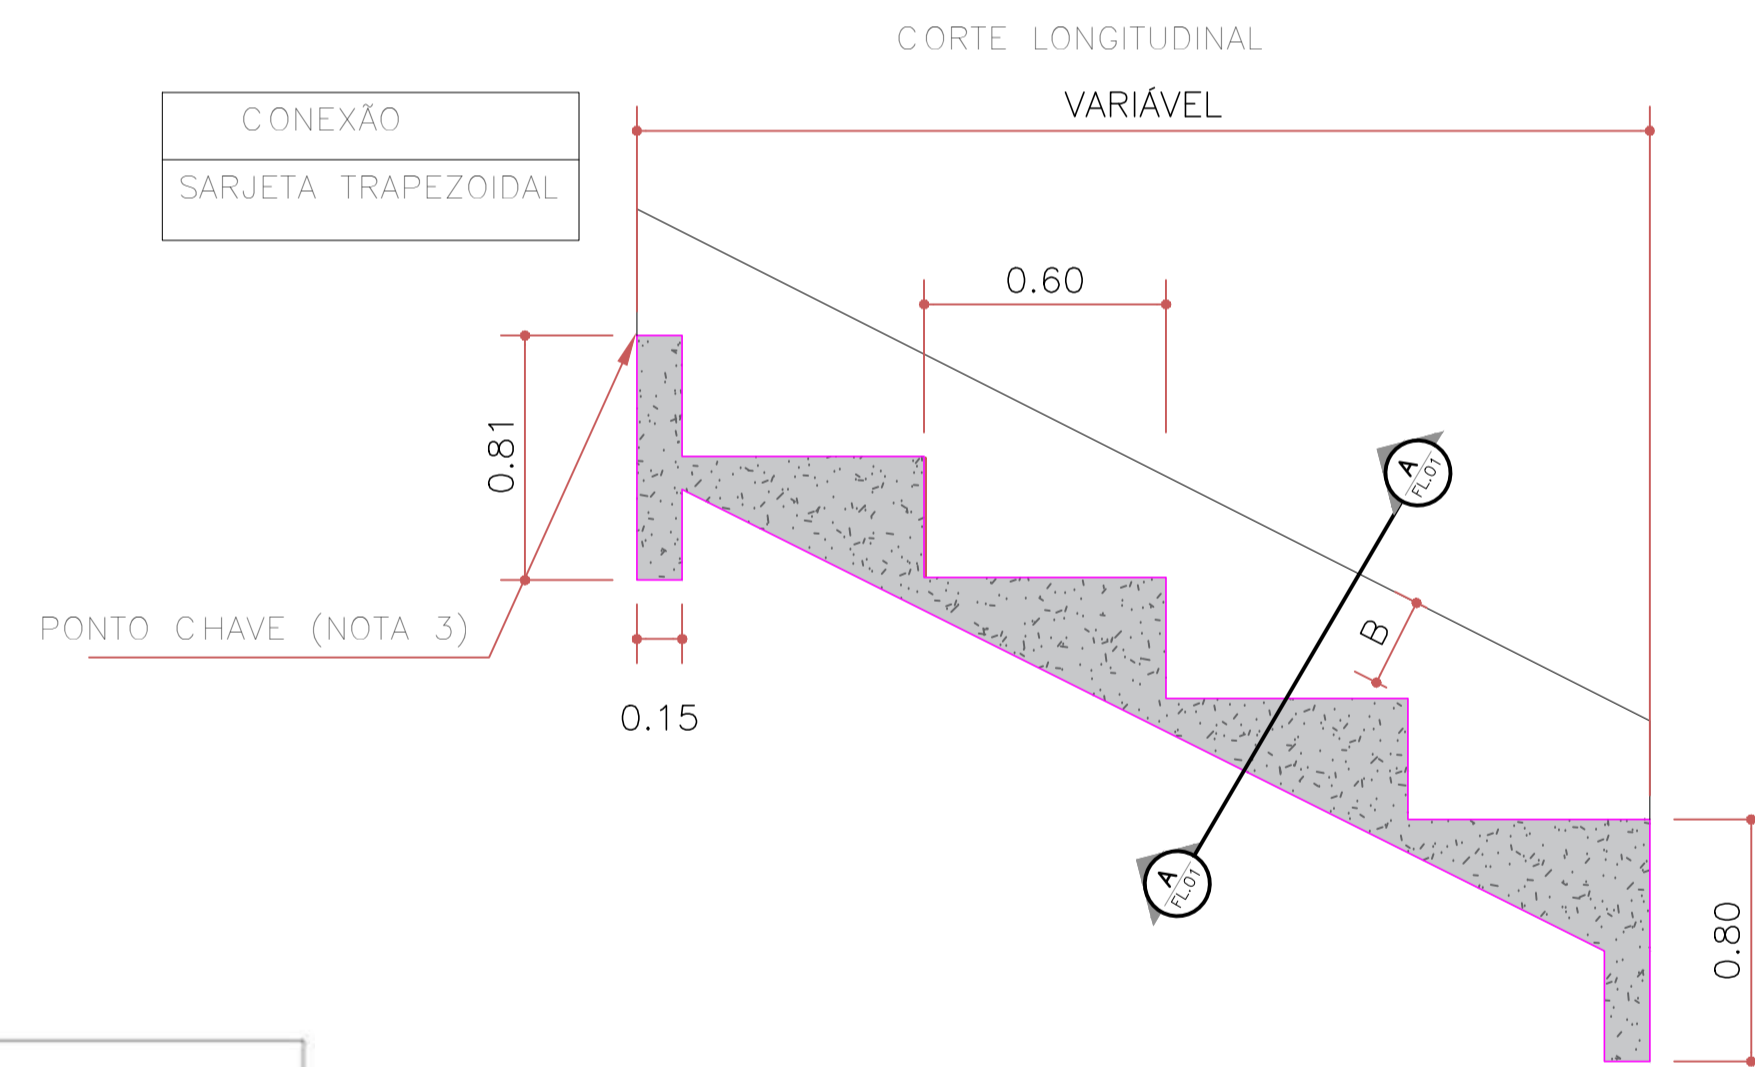 CORTE LONGITUDINAL
VARIÁVEL
CONEXÃO
SARJETA TRAPEZOIDAL
0.60
0.81
A
FL.01
B
PONTO CHAVE (NOTA 3)
0.15
A
FL.01
0.80